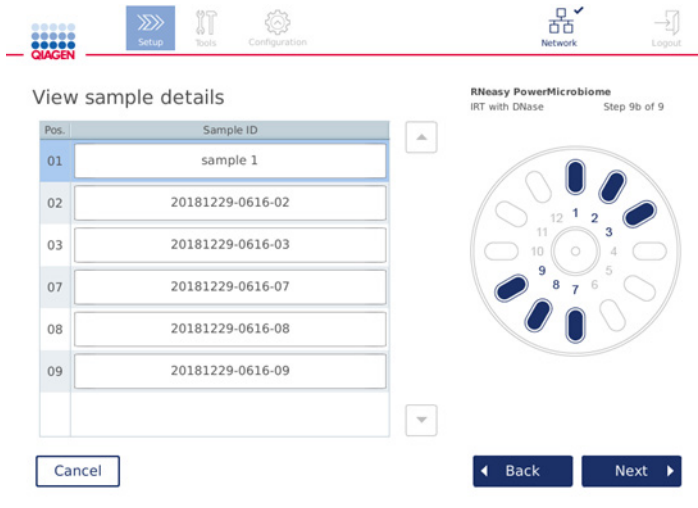 QIAGEN
Setup
Tools
Configuration
Network
Logout
View sample details
RNeasy PowerMicrobiome
IRT with DNase Step 9b of 9
Pos. Sample ID
01 sample 1
02 20181229-0616-02
03 20181229-0616-03
07 20181229-0616-07
08 20181229-0616-08
09 20181229-0616-09
12 1 2
11 3
10 4
9 5
8 7 6
Cancel
Back
Next